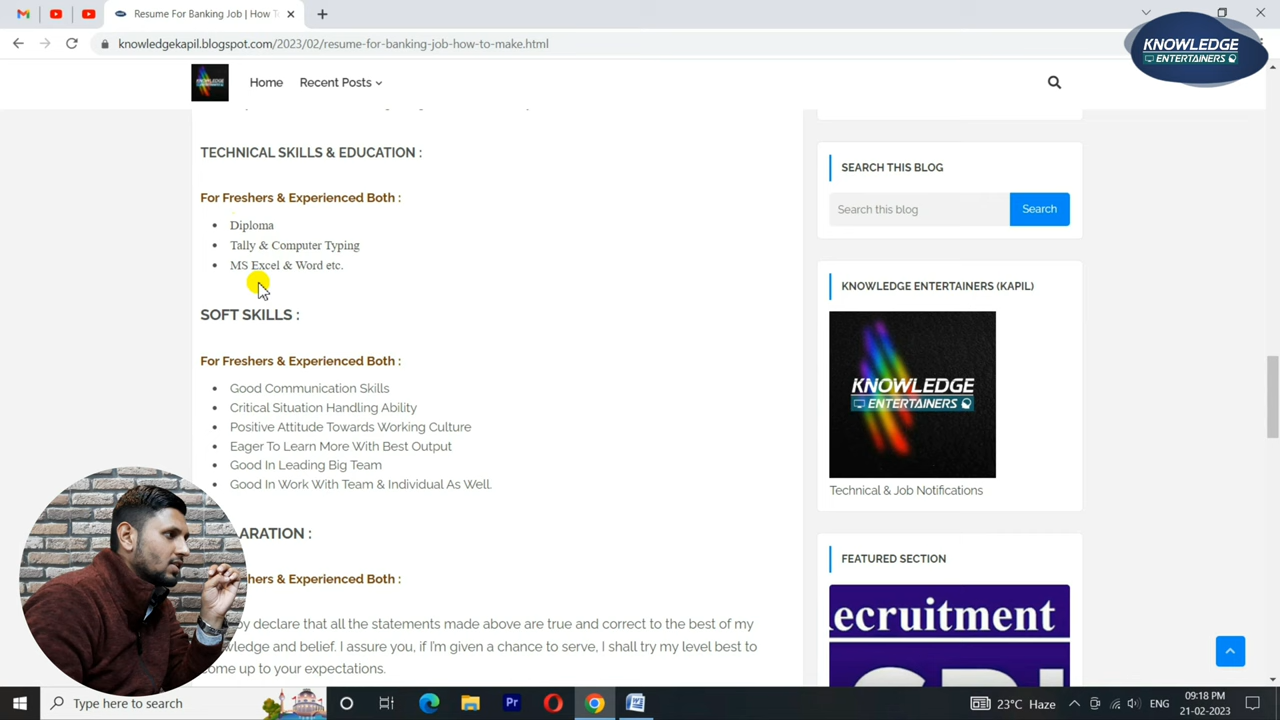 Resume For Banking Job | How To
KNOWLEDGE
ENTERTAINERS
knowledgekapil.blogspot.com/2023/02/resume-for-banking-job-how-to-make.html
Home
Recent Posts
TECHNICAL SKILLS & EDUCATION :
For Freshers & Experienced Both :
• Diploma
• Tally & Computer Typing
• MS Excel & Word etc.
SOFT SKILLS :
For Freshers & Experienced Both :
• Good Communication Skills
• Critical Situation Handling Ability
• Positive Attitude Towards Working Culture
• Eager To Learn More With Best Output
• Good In Leading Big Team
• Good In Work With Team & Individual As Well.
ARATION :
hers & Experienced Both :
by declare that all the statements made above are true and correct to the best of my
wledge and belief. I assure you, if I'm given a chance to serve, I shall try my level best to
come up to your expectations.
SEARCH THIS BLOG
Search this blog
Search
KNOWLEDGE ENTERTAINERS (KAPIL)
KNOWLEDGE
ENTERTAINERS
Technical & Job Notifications
FEATURED SECTION
ecruitment
Type here to search
Pr
23°C Haze
ENG
09:18 PM
21-02-2023